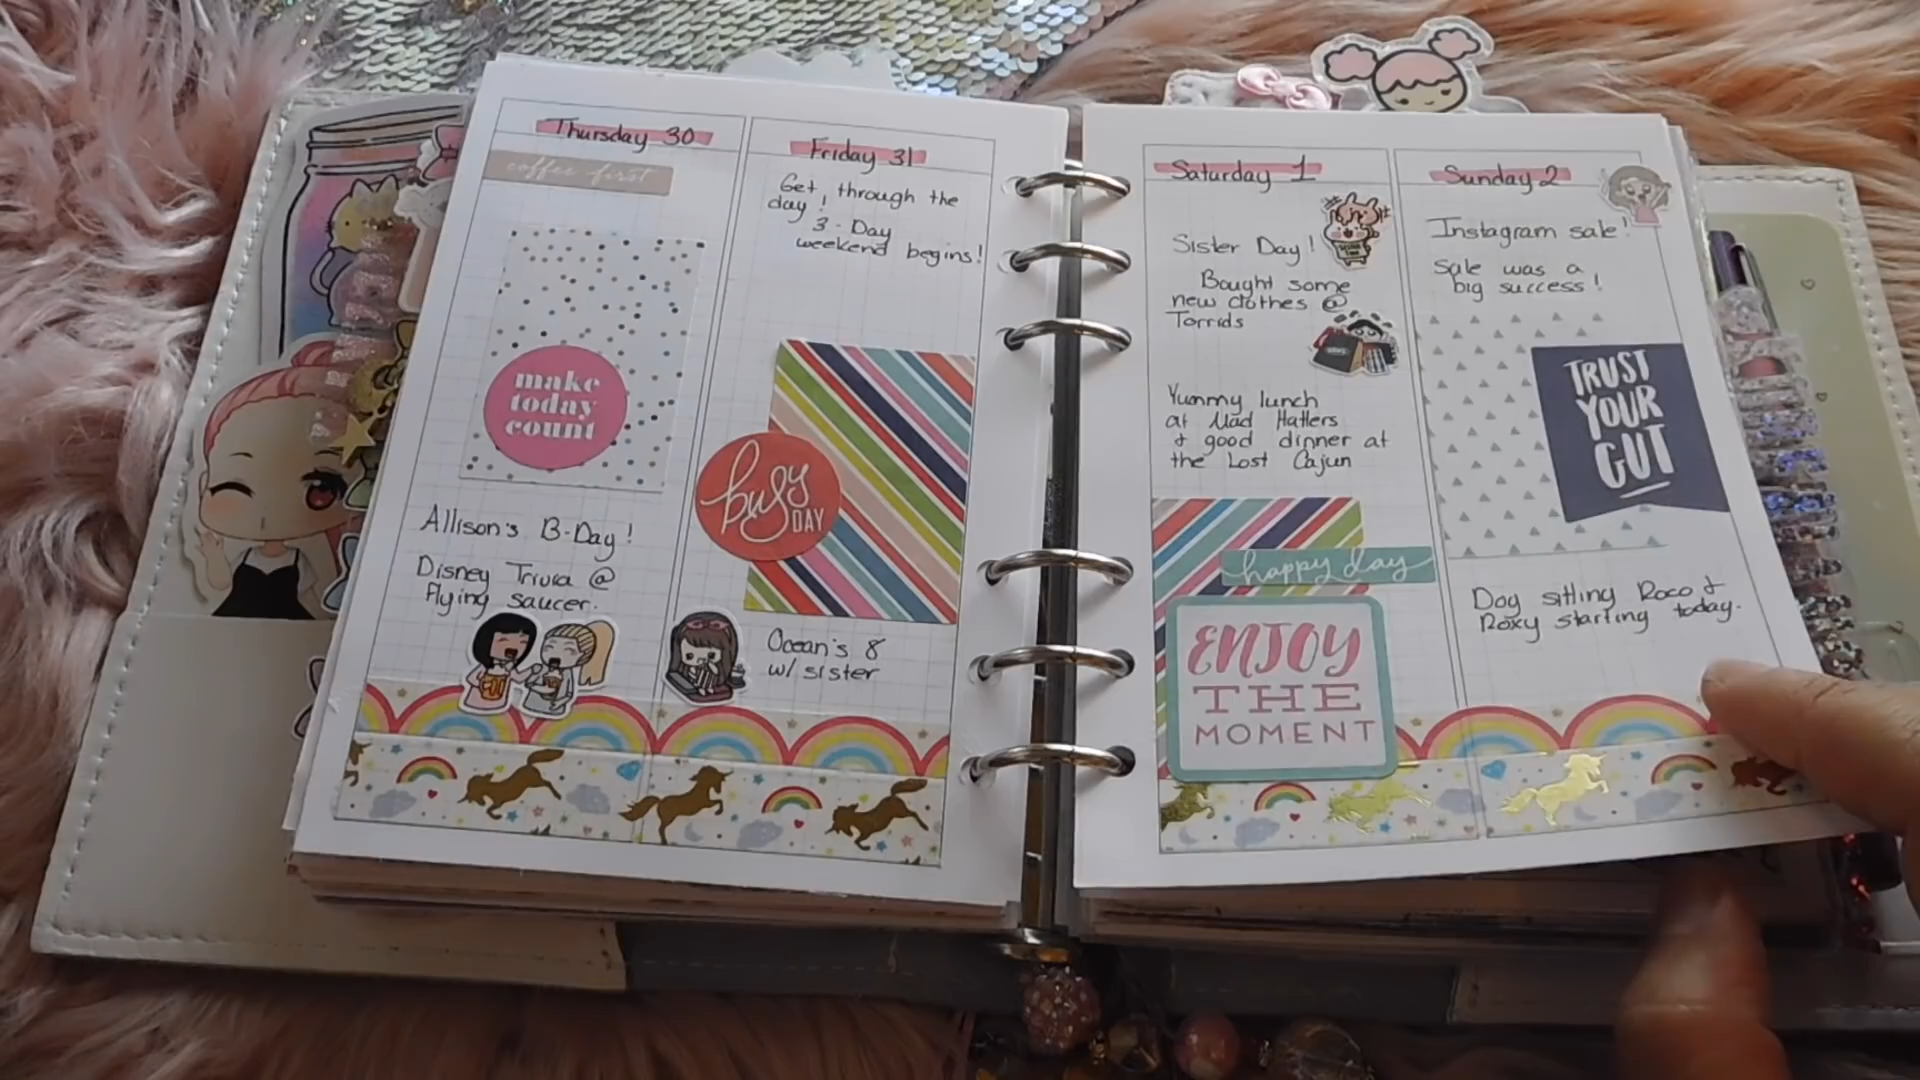 Thursday 30
coffee first
make
today
count
Allison's B-Day!
Disney Trivia @
flying saucer.
Friday 31
Get through the
day!
3-Day
weekend begins!
busy
DAY
Ocean's 8
w/ sister
Saturday 1
Sister Day!
Bought some
new clothes @
Torrids
Yummy lunch
at Mad Hatters
& good dinner at
the Lost Cajun
happy day
ENJOY
THE
MOMENT
Sunday 2
Instagram sale!
Sale was a
big success!
TRUST
YOUR
GUT
Dog sitting Roco &
Roxy starting today.